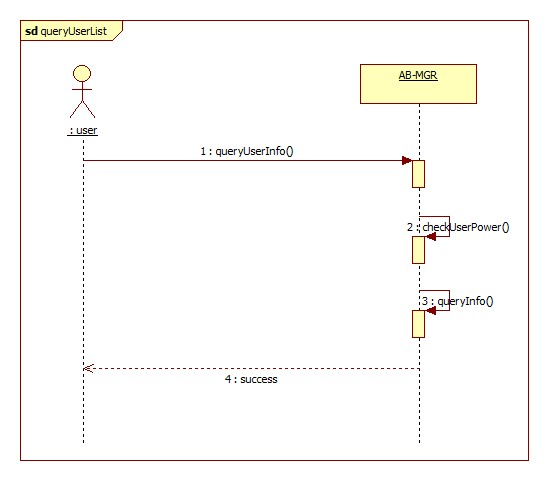 sd queryUserList
AB-MGR
: user
1 : queryUserInfo()
2 : checkUserPower()
3 : queryInfo()
4 : success